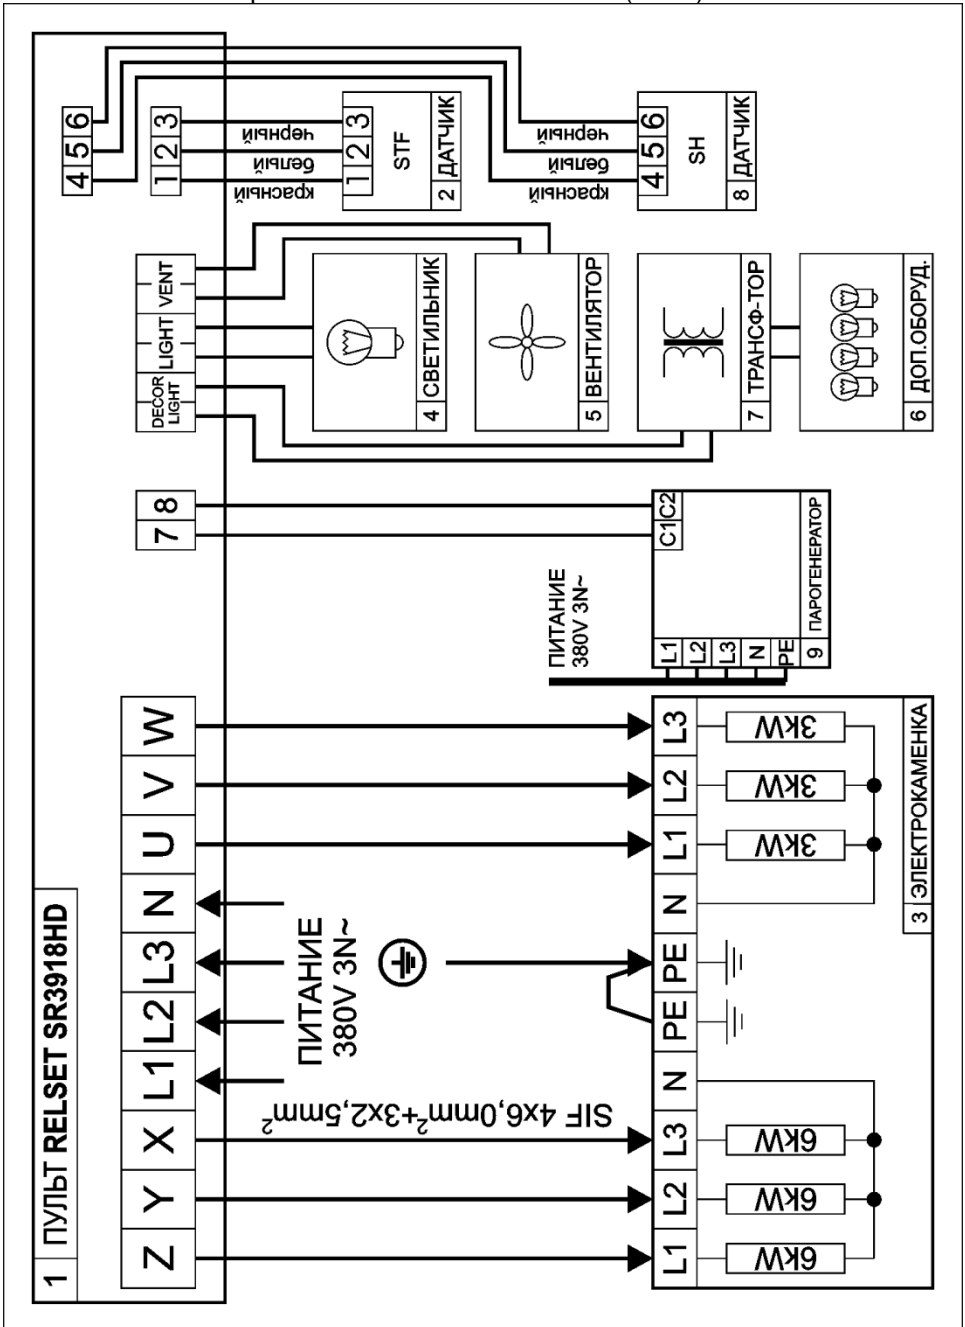 1 ПУЛЬТ RELSET SR3918HD
Z Y X L1 L2 L3 N U V W
7 8
DECOR LIGHT
LIGHT
VENT
1 2 3
4 5 6
ПИТАНИЕ
380V 3N~
SIF 4x6,0mm²+3x2,5mm²
L1 L2 L3 N PE PE N L1 L2 L3
6kW 6kW 6kW
3kW 3kW 3kW
3 ЭЛЕКТРОКАМЕНКА
ПИТАНИЕ
380V 3N~
C1 C2
L1
L2
L3
N
PE
9 ПАРОГЕНЕРАТОР
4 СВЕТИЛЬНИК
5 ВЕНТИЛЯТОР
7 ТРАНСФ-ТОР
6 ДОП.ОБОРУД.
красный
белый
черный
1 2 3
STF
2 ДАТЧИК
красный
белый
черный
4 5 6
SH
8 ДАТЧИК